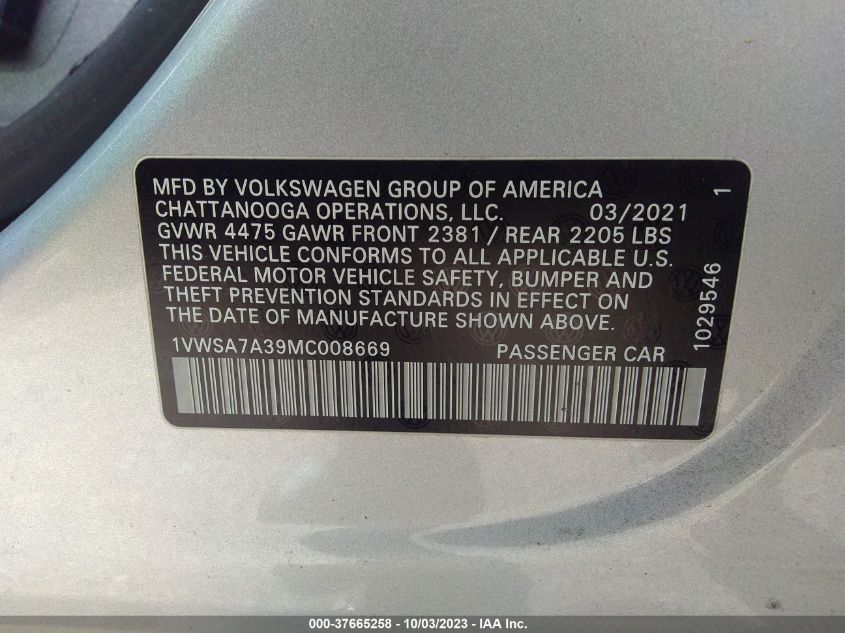 MFD BY VOLKSWAGEN GROUP OF AMERICA
CHATTANOOGA OPERATIONS, LLC. 03/2021
GVWR 4475 GAWR FRONT 2381/ REAR 2205 LBS
THIS VEHICLE CONFORMS TO ALL APPLICABLE U.S.
FEDERAL MOTOR VEHICLE SAFETY, BUMPER AND
THEFT PREVENTION STANDARDS IN EFFECT ON
THE DATE OF MANUFACTURE SHOWN ABOVE.
1VWSA7A39MC008669 PASSENGER CAR
1029546 1
000-37665258 - 10/03/2023 - IAA Inc.